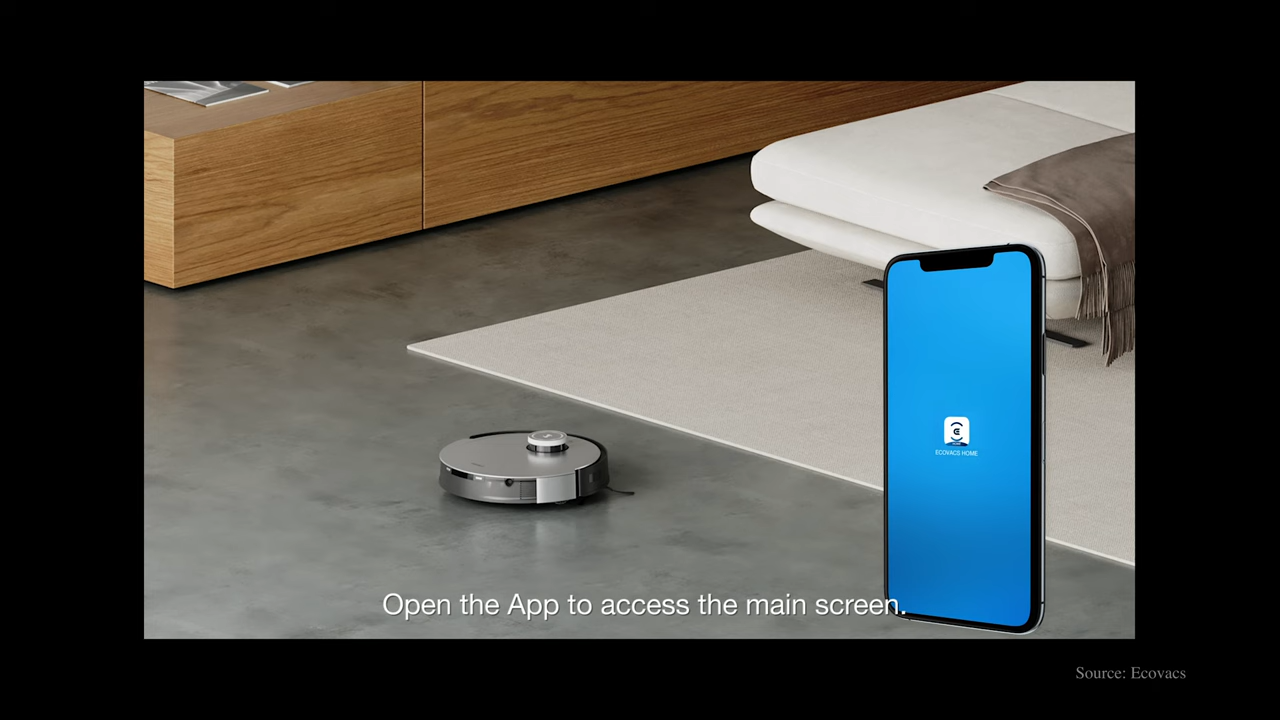 ECOVACS HOME
Open the App to access the main screen.
Source: Ecovacs